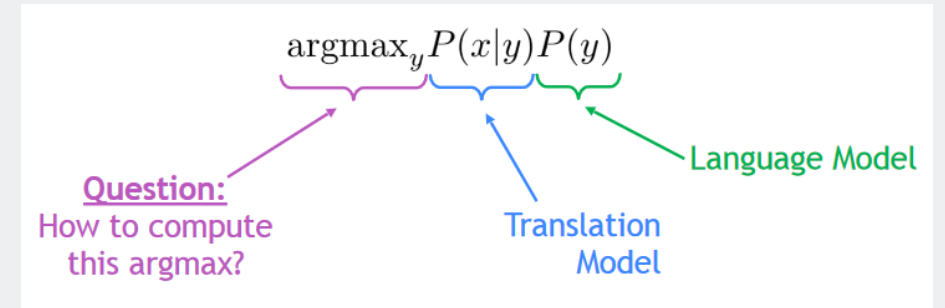 argmax_y P(x|y)P(y)
Language Model
Question:
How to compute
this argmax?
Translation
Model